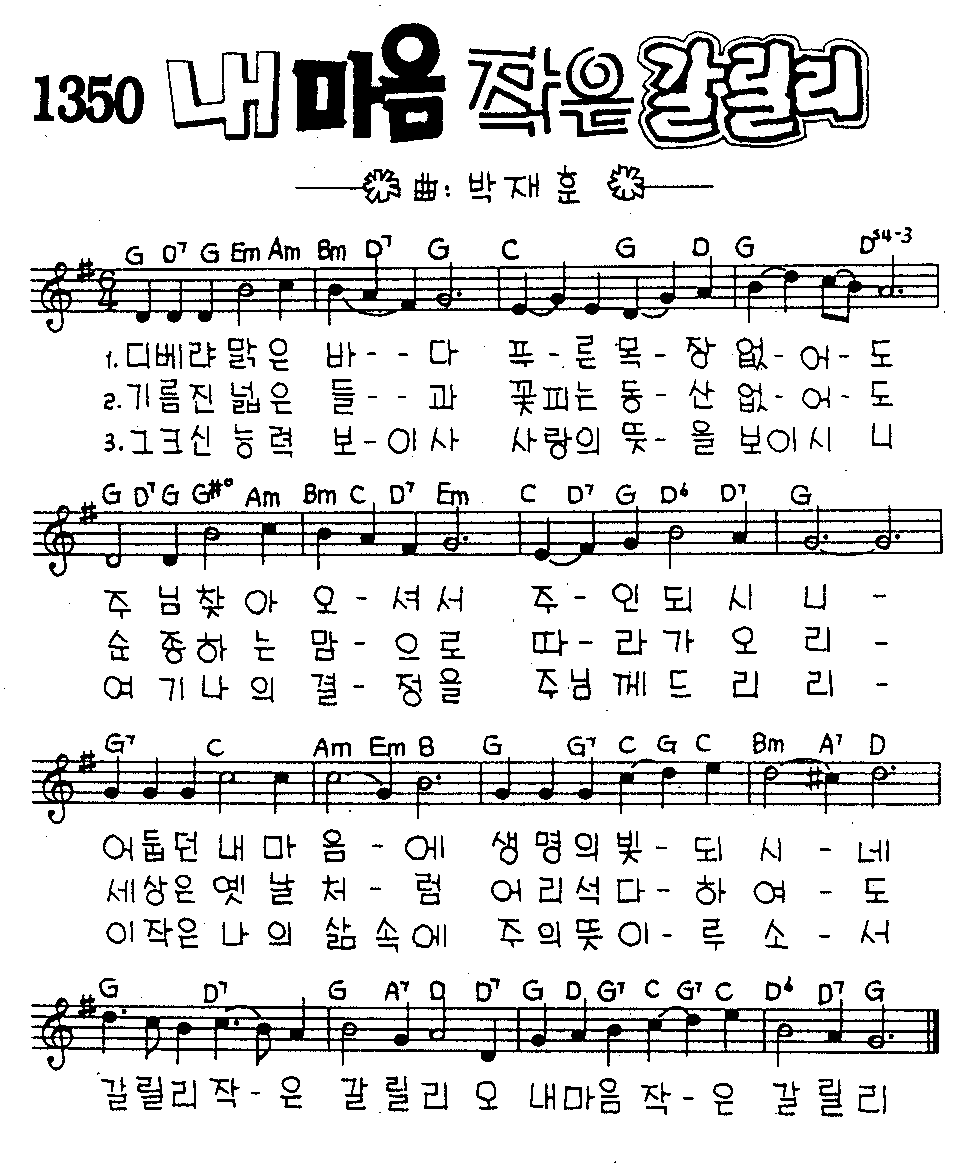 1350 내 마음 작은 갈릴리
曲: 박재훈
G D7 G Em Am Bm D7 G C G D G Ds4-3
6/4
1. 디베랴 맑은 바 - - 다 푸 - 른 목 - 장 없 - 어 - 도
2. 기름진 넓은 들 - - 과 꽃피는 동 - 산 없 - 어 - 도
3. 그크신 능력 보 - 이사 사랑의 뜻 - 을 보이시 니
G D7 G G#° Am Bm C D7 Em C D7 G D6 D7 G
주 님 찾 아 오 - 셔 서 주 - 인 되 시 니 -
순 종 하 는 맘 - 으 로 따 - 라 가 오 리 -
여 기 나 의 결 - 정 을 주 님 께 드 리 리 -
G7 C Am Em B G G7 C G C Bm A7 D
어둡던 내 마 음 - 에 생 명 의 빛 - 되 시 - 네
세상은 옛 날 처 - 럼 어 리 석 다 - 하 여 - 도
이작은 나 의 삶 속 에 주 의 뜻 이 - 루 소 - 서
G D7 G A7 D D7 G D G7 C G7 C D6 D7 G
갈릴리 작 - 은 갈 릴 리 오 내마음 작 - 은 갈 릴 리